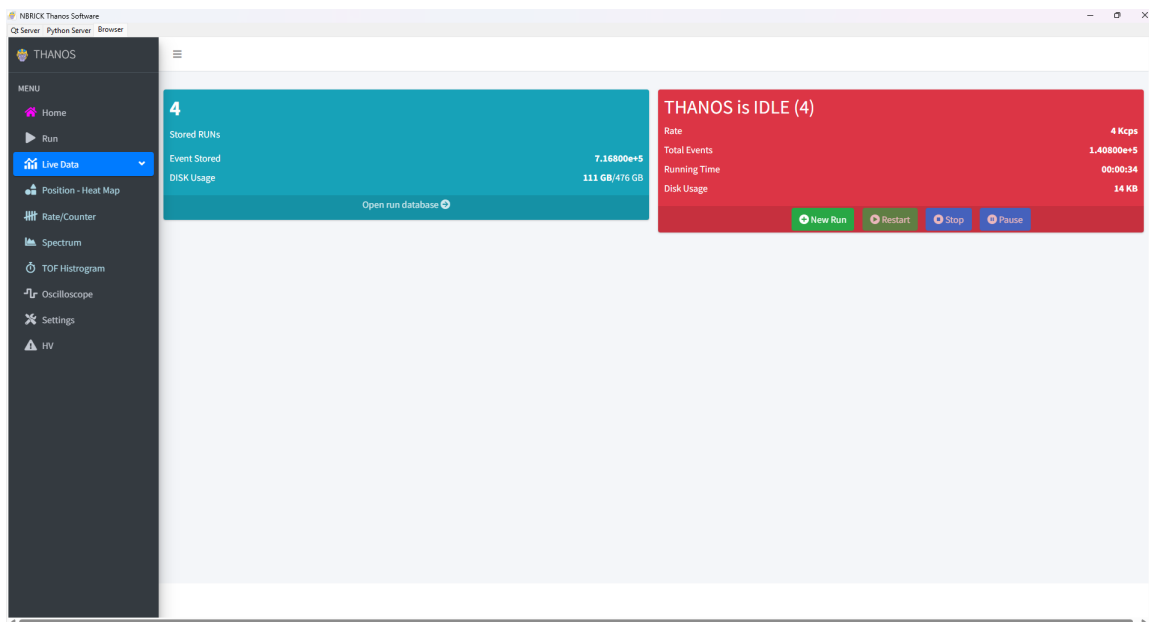 NBRICK Thanos Software
Qt Server Python Server Browser
THANOS
MENU
Home
Run
Live Data
Position - Heat Map
Rate/Counter
Spectrum
TOF Histrogram
Oscilloscope
Settings
HV
4
Stored RUNs
Event Stored 7.16800e+5
DISK Usage 111 GB/476 GB
Open run database
THANOS is IDLE (4)
Rate 4 Kcps
Total Events 1.40800e+5
Running Time 00:00:34
Disk Usage 14 KB
New Run Restart Stop Pause